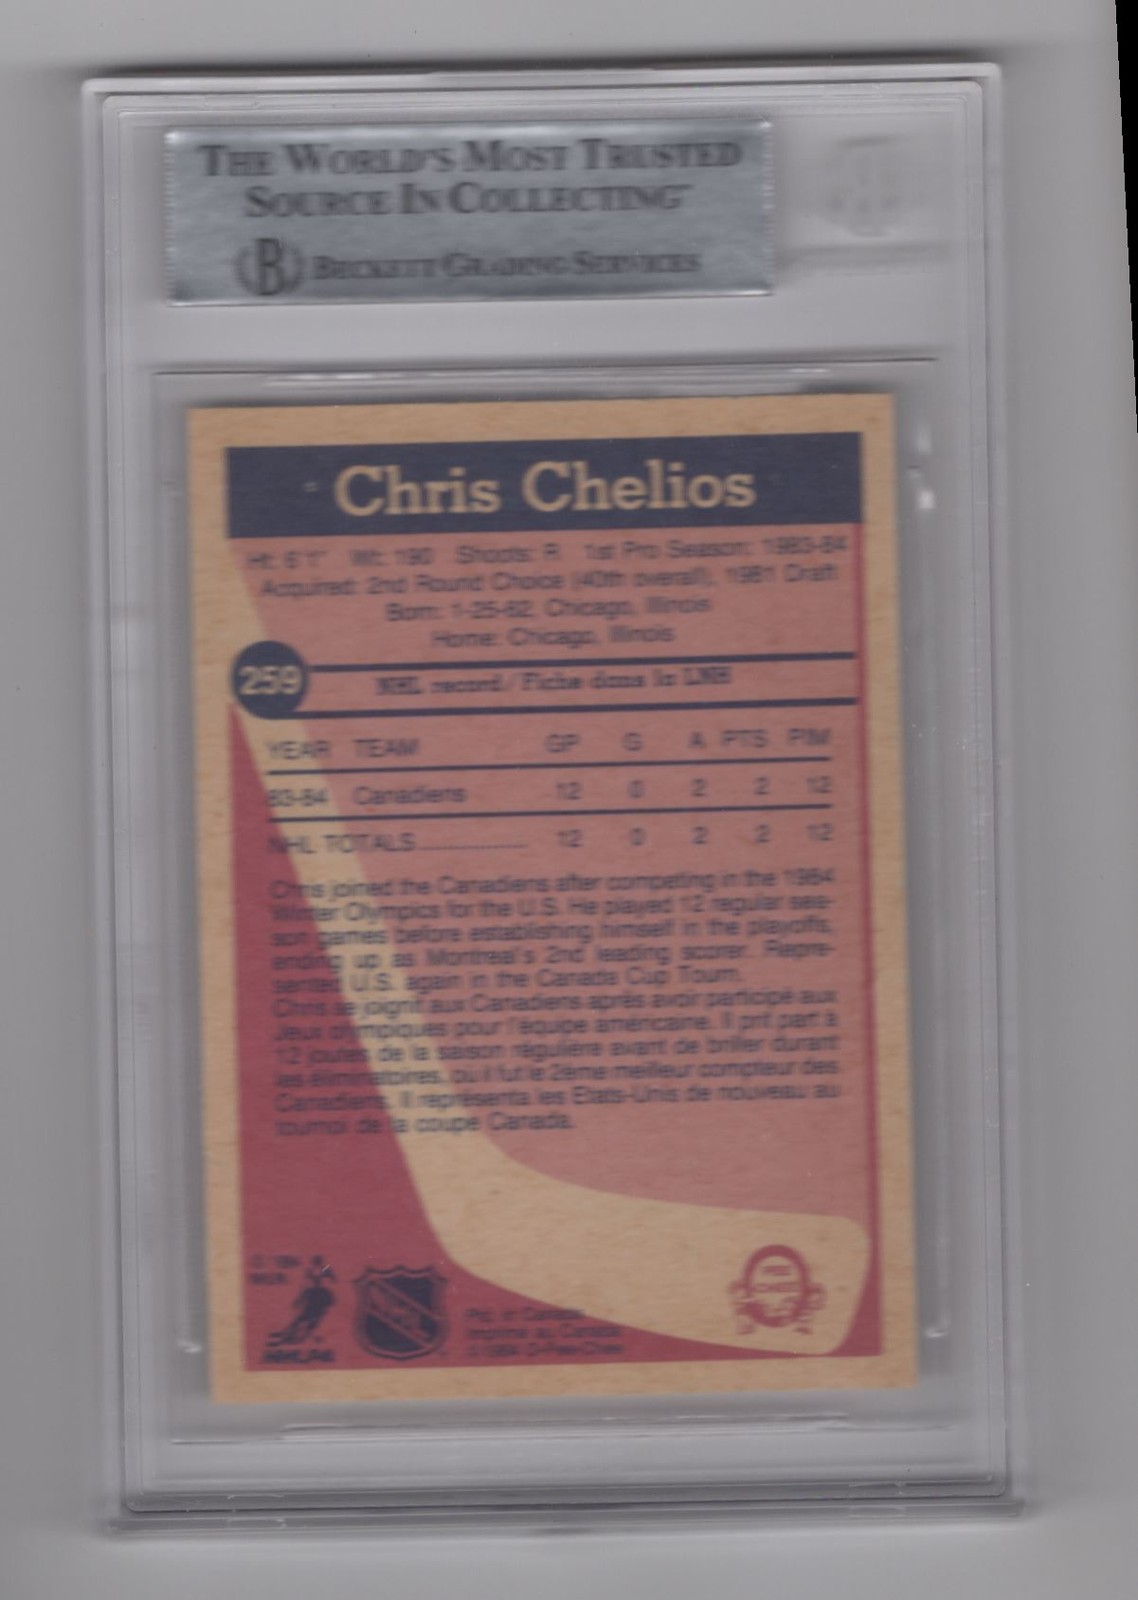 THE WORLD'S MOST TRUSTED
SOURCE IN COLLECTING™
B BECKETT GRADING SERVICES
Chris Chelios
Ht: 6'1" Wt: 190 Shoots: R 1st Pro Season: 1983-84
Acquired: 2nd Round Choice (40th overall), 1981 Draft
Born: 1-25-62, Chicago, Illinois
Home: Chicago, Illinois
259
NHL record/Fiche dans la LNH
YEAR TEAM GP G A PTS PIM
83-84 Canadiens 12 0 2 2 12
NHL TOTALS.................. 12 0 2 2 12
Chris joined the Canadiens after competing in the 1984
Winter Olympics for the U.S. He played 12 regular sea-
son games before establishing himself in the playoffs,
ending up as Montreal's 2nd leading scorer. Repre-
sented U.S. again in the Canada Cup Tourn.
Chris se joignit aux Canadiens après avoir participé aux
Jeux olympiques pour l'équipe américaine. Il prit part à
12 joutes de la saison régulière avant de briller durant
les éliminatoires, où il fut le 2ème meilleur compteur des
Canadiens. Il représenta les Etats-Unis de nouveau au
tournoi de la coupe Canada.
© 1984
NHLPA
NHL
Ptd. in Canada
Imprimé au Canada
©1984 O-Pee-Chee